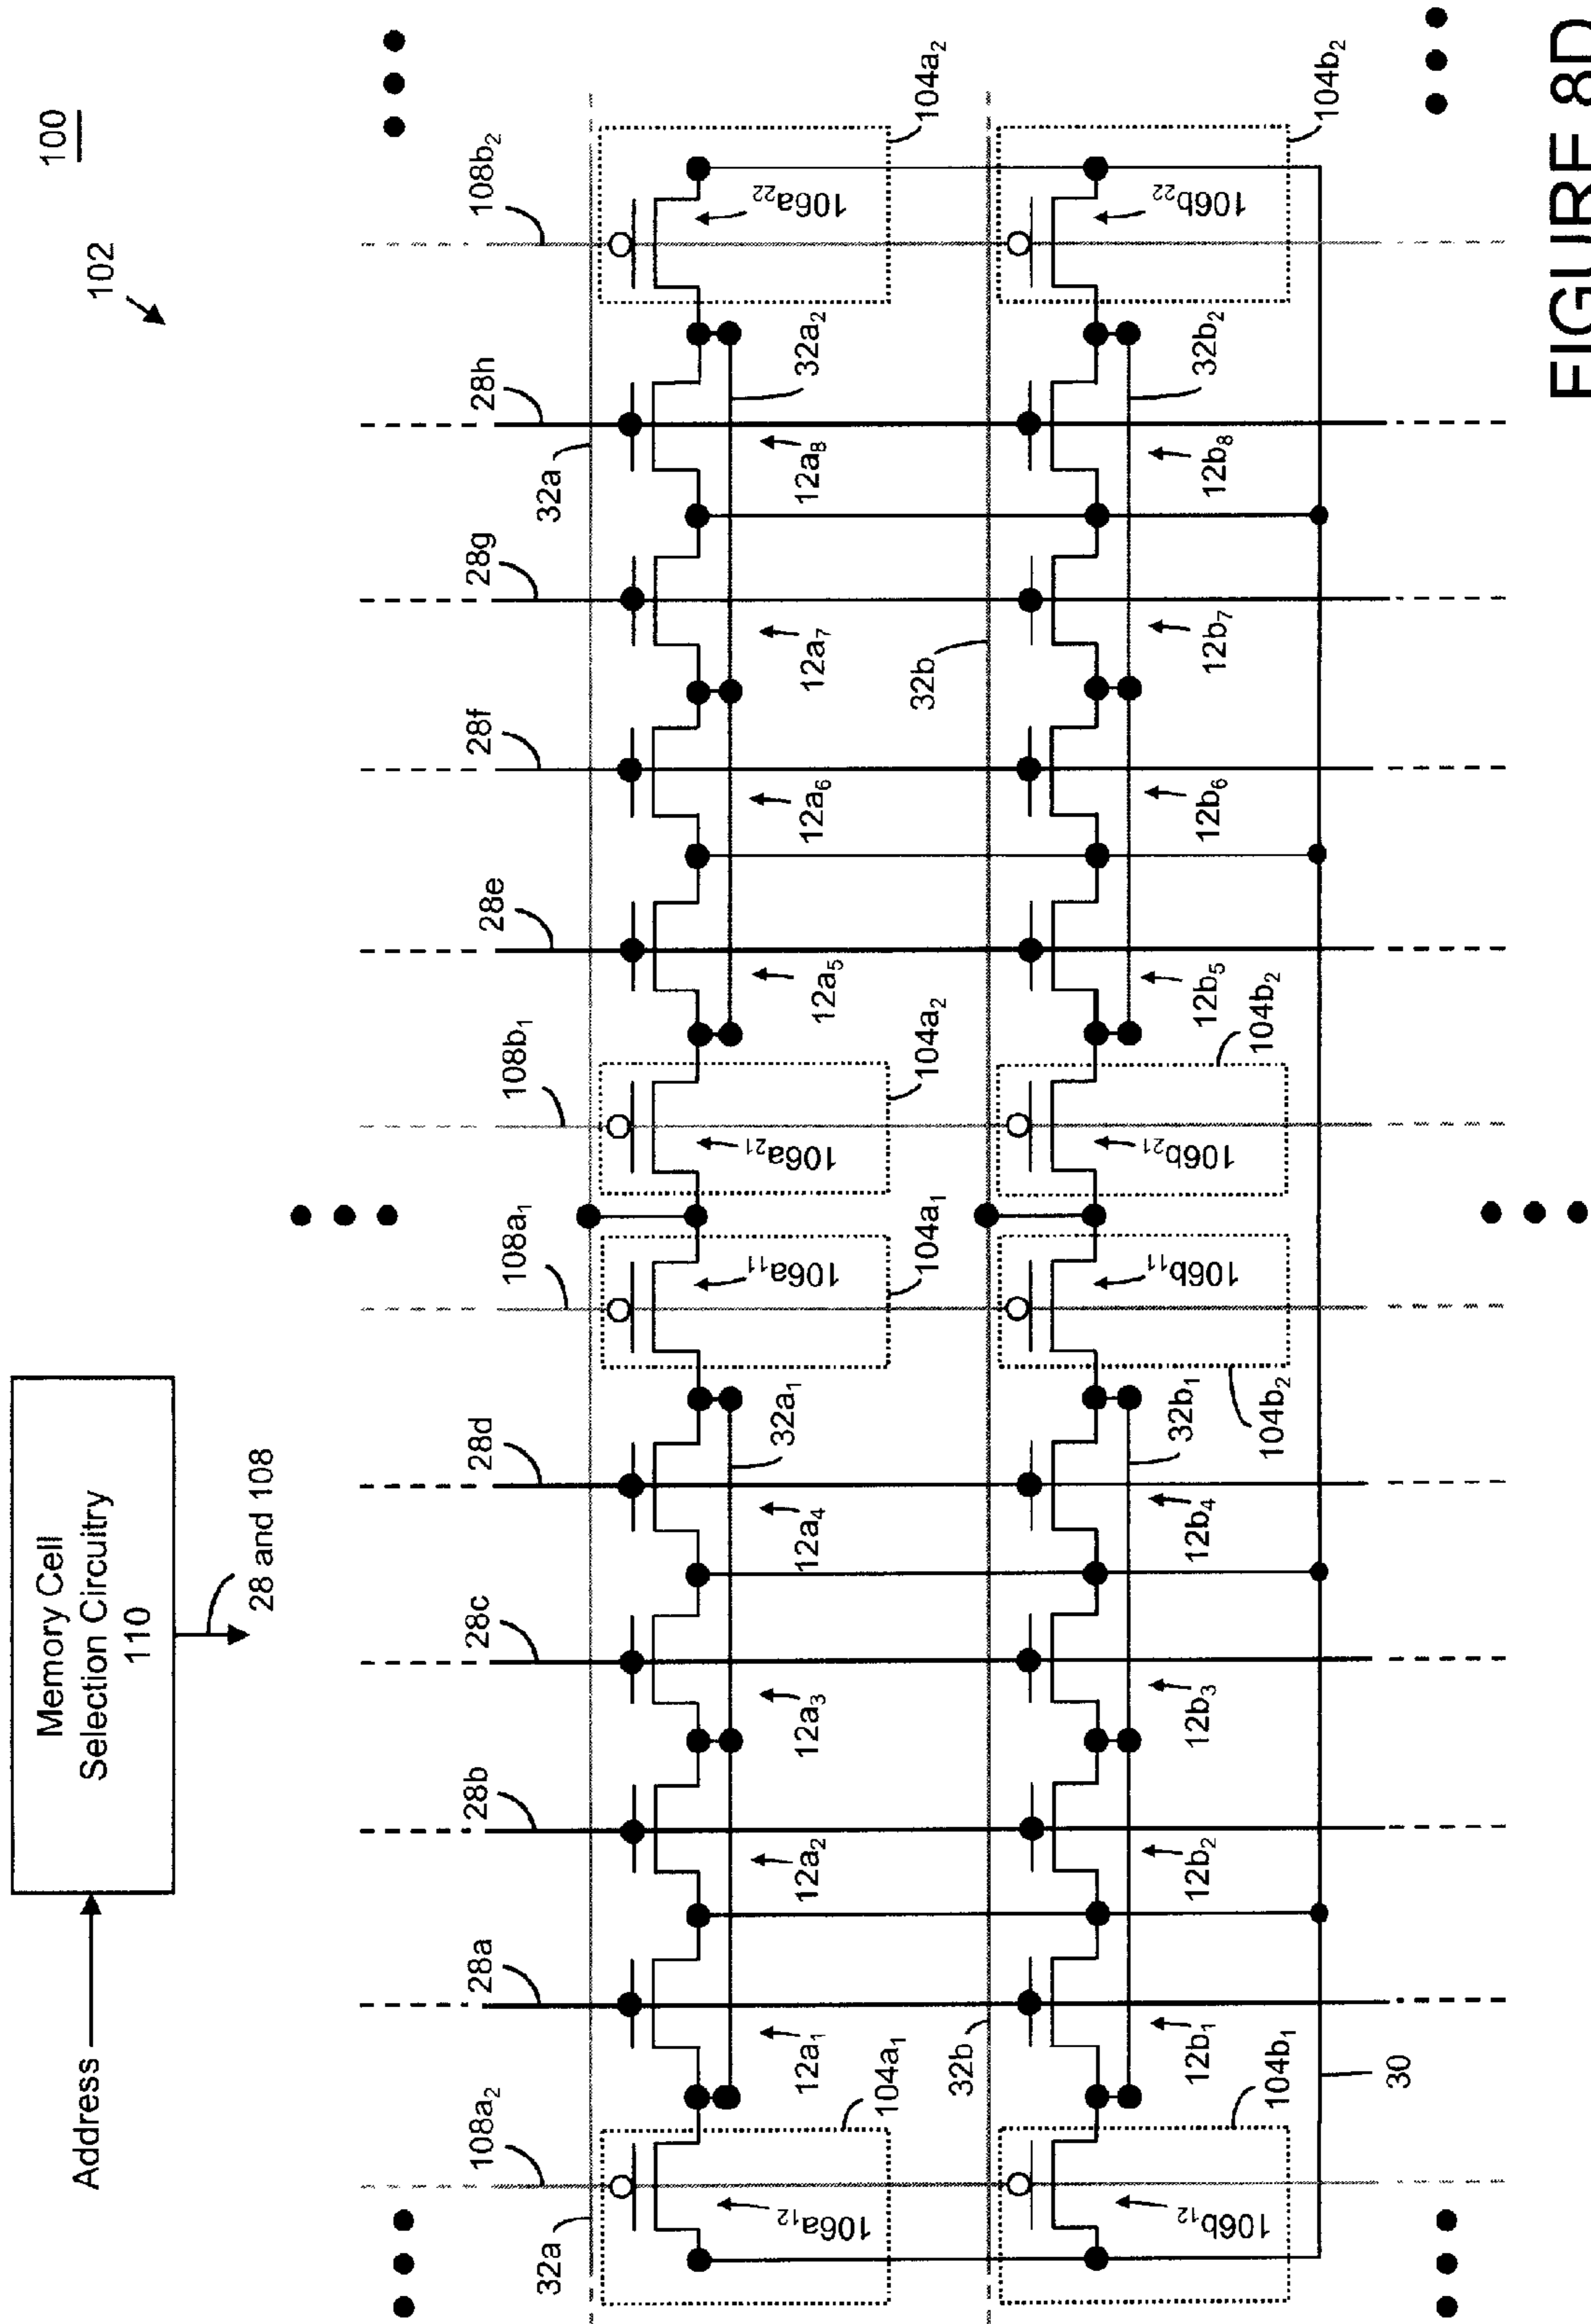 100
102
Address
Memory Cell
Selection Circuitry
110
28 and 108
108a2
28a
28b
28c
28d
108a1
108b1
28e
28f
28g
28h
108b2
32a
32a
106a12
104a1
12a1
12a2
12a3
12a4
32a1
106a11
104a1
106a21
104a2
12a5
12a6
12a7
12a8
32a2
106a22
104a2
32b
32b
106b12
104b1
12b1
12b2
12b3
12b4
32b1
106b11
104b2
106b21
104b2
12b5
12b6
12b7
12b8
32b2
106b22
104b2
30
FIGURE 8D